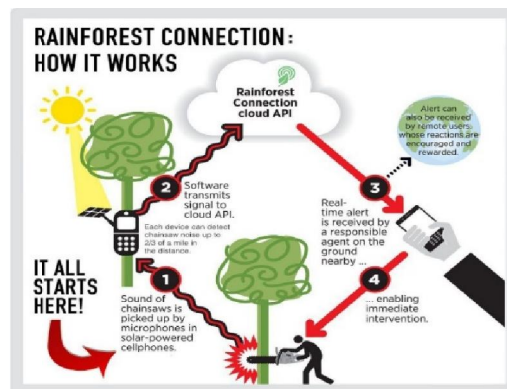 RAINFOREST CONNECTION:
HOW IT WORKS
Rainforest
Connection
cloud API
Alert can
also be received
by remote users,
whose reactions are
encouraged and
rewarded.
2
Software
transmits
signal to
cloud API.
Each device can detect
chainsaw noise up to
2/3 of a mile in
the distance.
3
Real-
time alert
is received by
a responsible
agent on the
ground
nearby ...
IT ALL
STARTS
HERE!
1
Sound of
chainsaws is
picked up by
microphones in
solar-powered
cellphones.
4
... enabling
immediate
intervention.